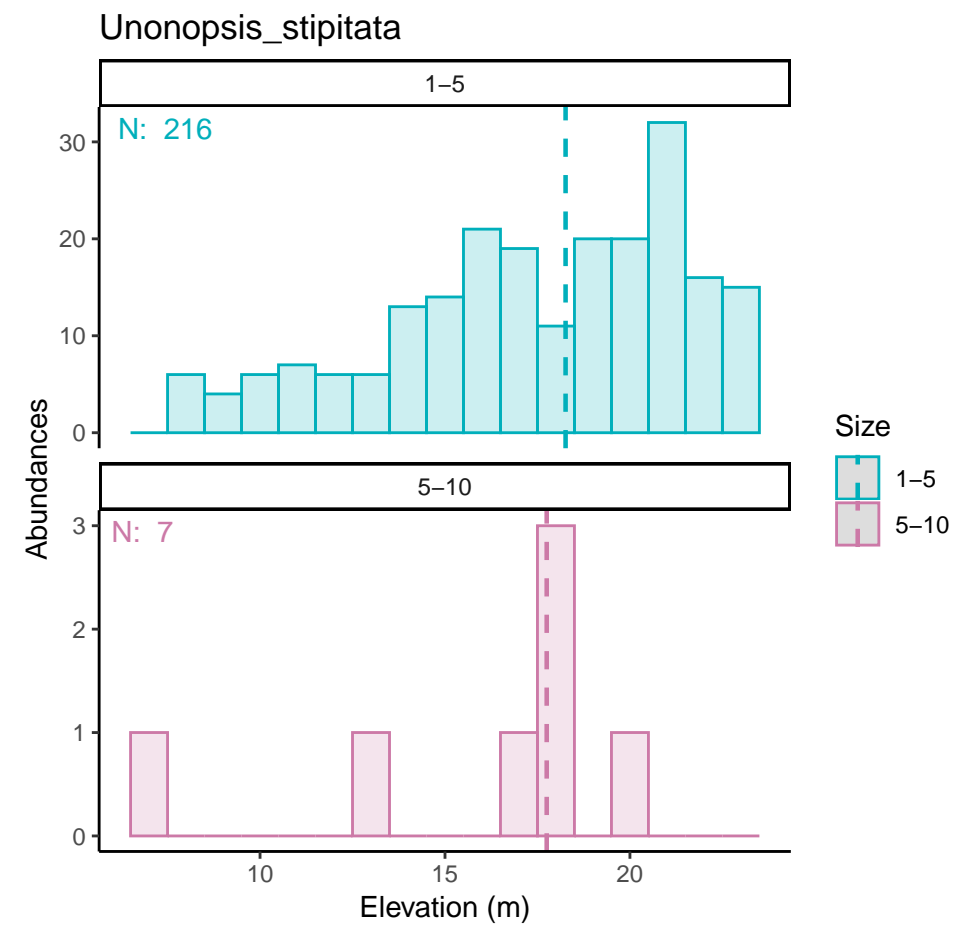 Unonopsis_stipitata
1–5
N: 216
30
20
10
0
Abundances
5–10
N: 7
3
2
1
0
10 15 20
Elevation (m)
Size
1–5
5–10